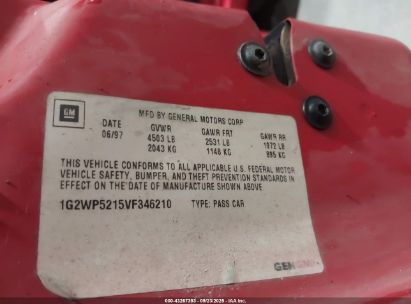 GM
MFD BY GENERAL MOTORS CORP
DATE GVWR GAWR FRT GAWR RR
06/97 4503 LB 2531 LB 1972 LB
2043 KG 1148 KG 895 KG
THIS VEHICLE CONFORMS TO ALL APPLICABLE U.S. FEDERAL MOTOR
VEHICLE SAFETY, BUMPER, AND THEFT PREVENTION STANDARDS IN
EFFECT ON THE DATE OF MANUFACTURE SHOWN ABOVE
1G2WP5215VF346210 TYPE: PASS CAR